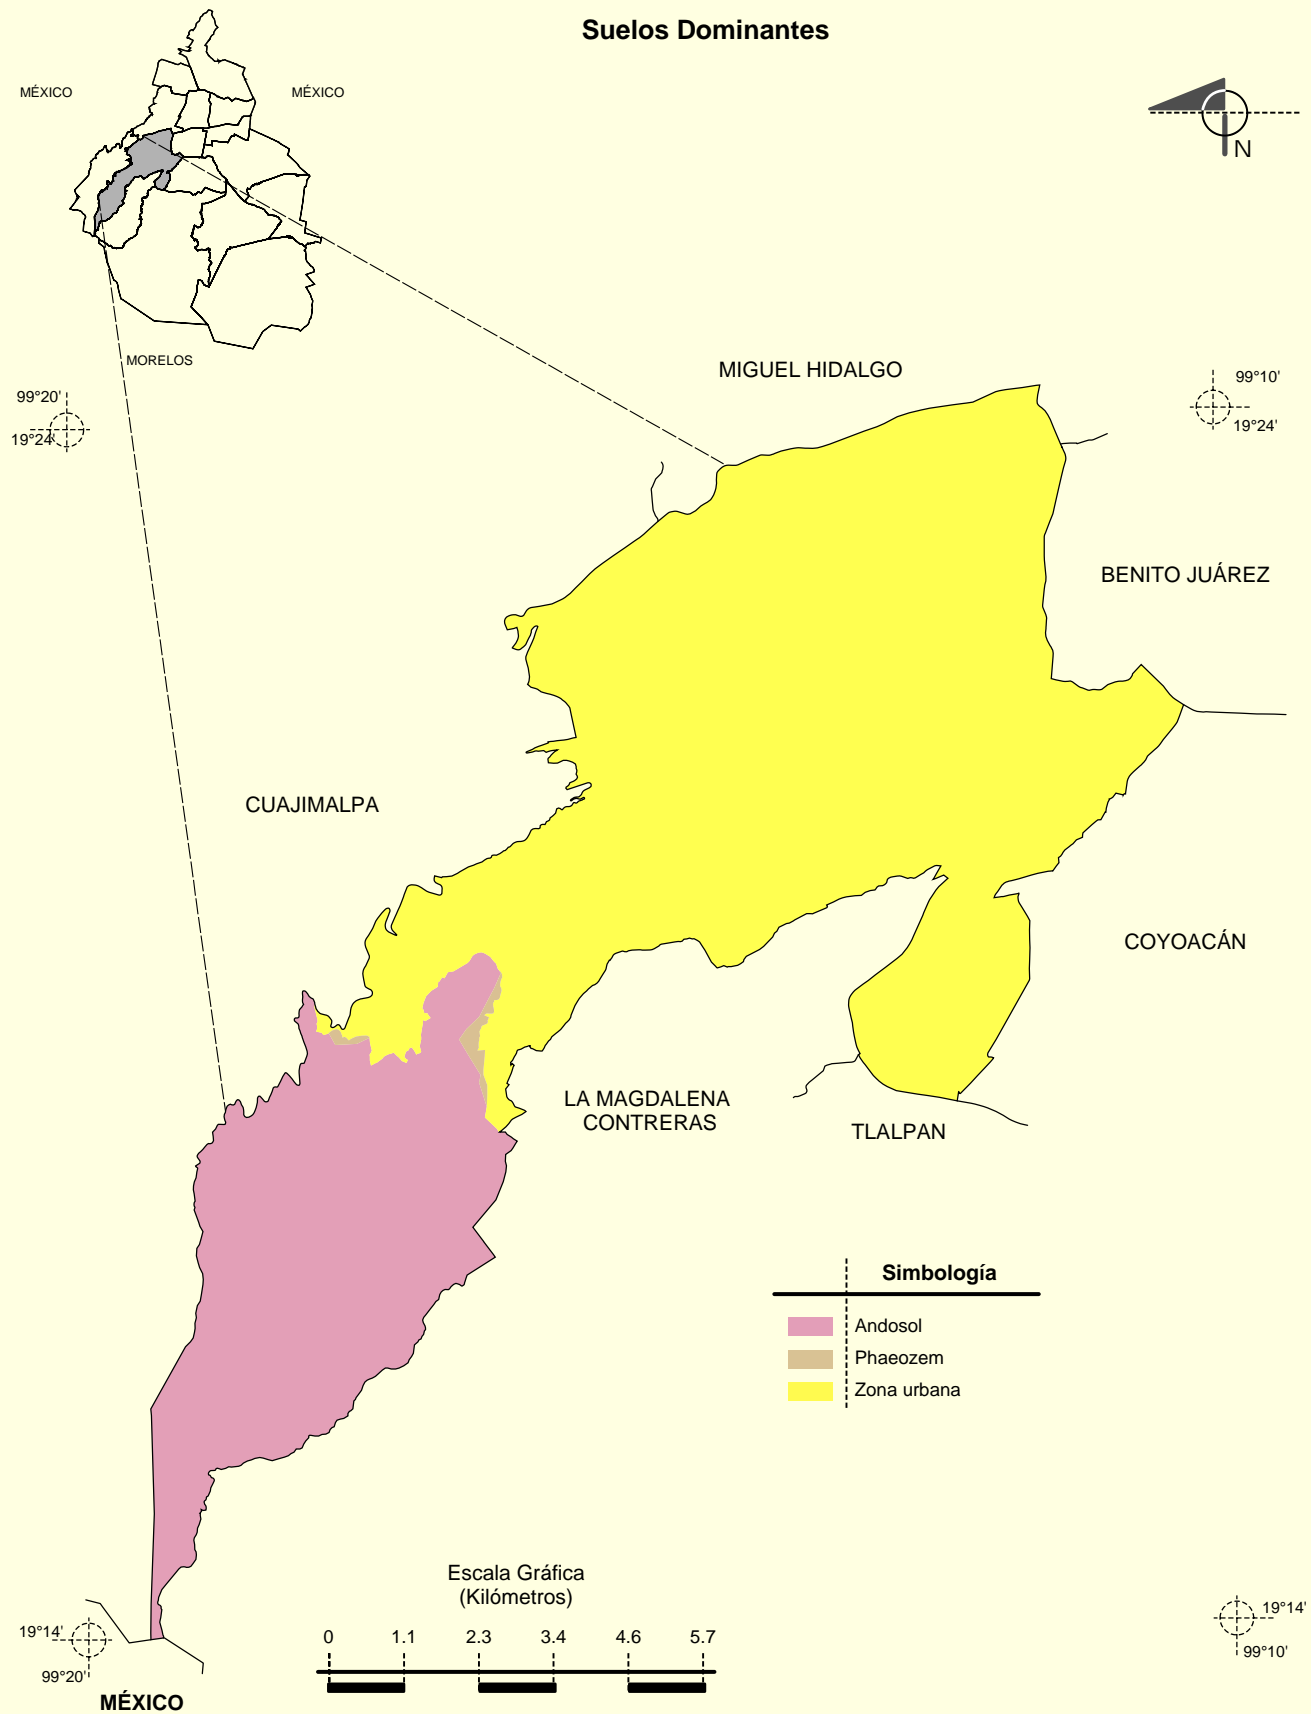 Suelos Dominantes
MÉXICO
MÉXICO
N
MORELOS
MIGUEL HIDALGO
99°20'
19°24'
99°10'
19°24'
BENITO JUÁREZ
CUAJIMALPA
COYOACÁN
LA MAGDALENA
CONTRERAS
TLALPAN
Simbología
Andosol
Phaeozem
Zona urbana
Escala Gráfica
(Kilómetros)
0 1.1 2.3 3.4 4.6 5.7
19°14'
99°20'
19°14'
99°10'
MÉXICO